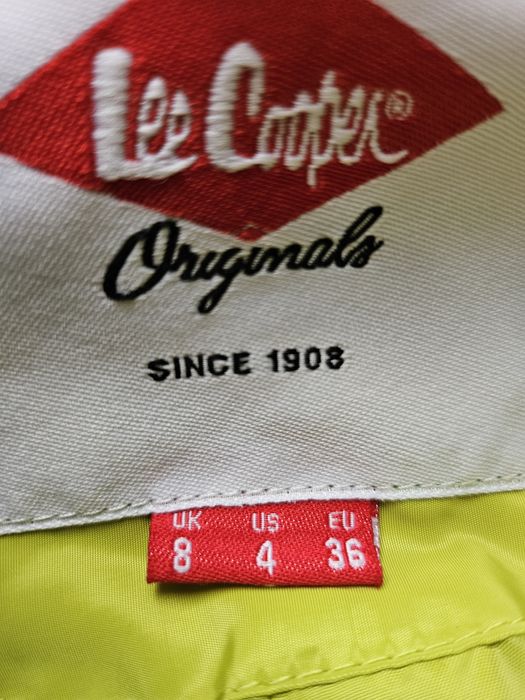 Lee Cooper®
Originals
SINCE 1908
UK US EU
8 4 36